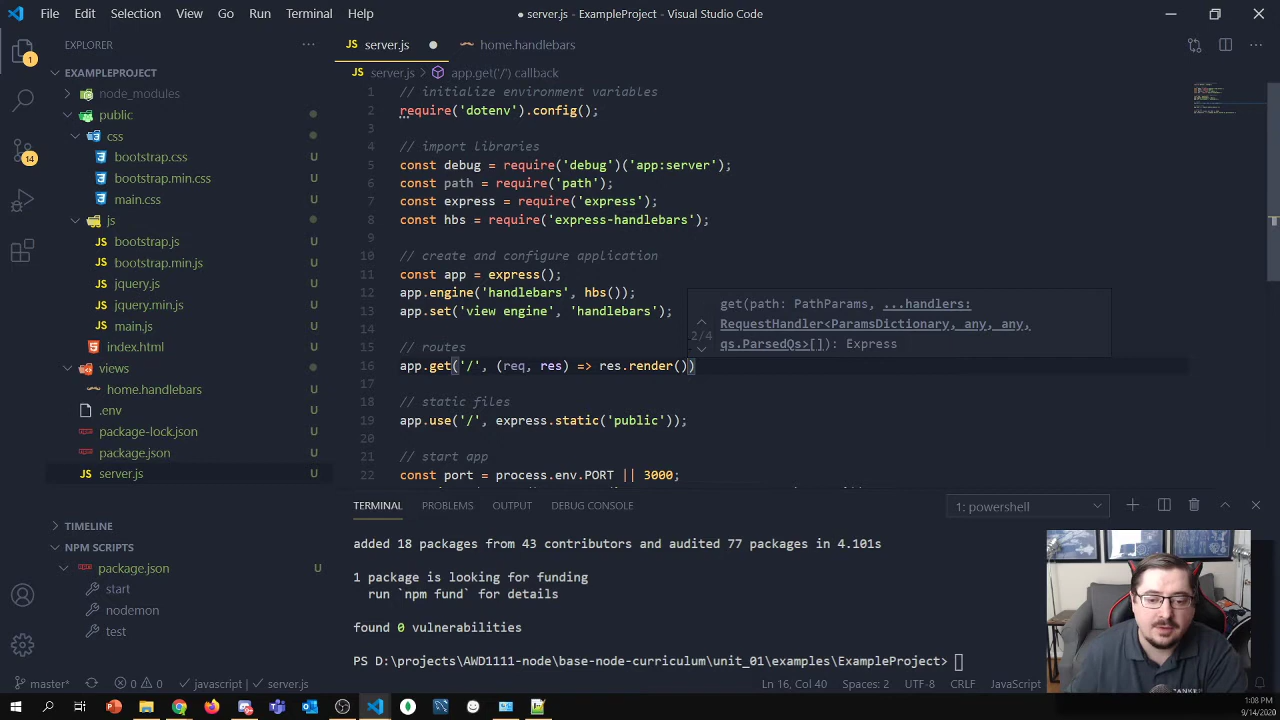 File Edit Selection View Go Run Terminal Help
● server.js - ExampleProject - Visual Studio Code
EXPLORER
EXAMPLEPROJECT
node_modules
public
css
bootstrap.css U
bootstrap.min.css U
main.css U
js
bootstrap.js U
bootstrap.min.js U
jquery.js U
jquery.min.js U
main.js U
index.html U
views
home.handlebars U
.env U
package-lock.json U
package.json U
server.js U
TIMELINE
NPM SCRIPTS
package.json U
start
nodemon
test
1
14
JS server.js ● home.handlebars
JS server.js > app.get('/') callback
1 // initialize environment variables
2 require('dotenv').config();
3
4 // import libraries
5 const debug = require('debug')('app:server');
6 const path = require('path');
7 const express = require('express');
8 const hbs = require('express-handlebars');
9
10 // create and configure application
11 const app = express();
12 app.engine('handlebars', hbs());
13 app.set('view engine', 'handlebars');
14
15 // routes
16 app.get('/', (req, res) => res.render())
17
18 // static files
19 app.use('/', express.static('public'));
20
21 // start app
22 const port = process.env.PORT || 3000;
2/4
get(path: PathParams, ...handlers:
RequestHandler<ParamsDictionary, any, any,
qs.ParsedQs>[]): Express
TERMINAL PROBLEMS OUTPUT DEBUG CONSOLE
1: powershell
added 18 packages from 43 contributors and audited 77 packages in 4.101s
1 package is looking for funding
run `npm fund` for details
found 0 vulnerabilities
PS D:\projects\AWD1111-node\base-node-curriculum\unit_01\examples\ExampleProject>
master* 0 0 javascript server.js
Ln 16, Col 40 Spaces: 2 UTF-8 CRLF JavaScript
1:08 PM
9/14/2020